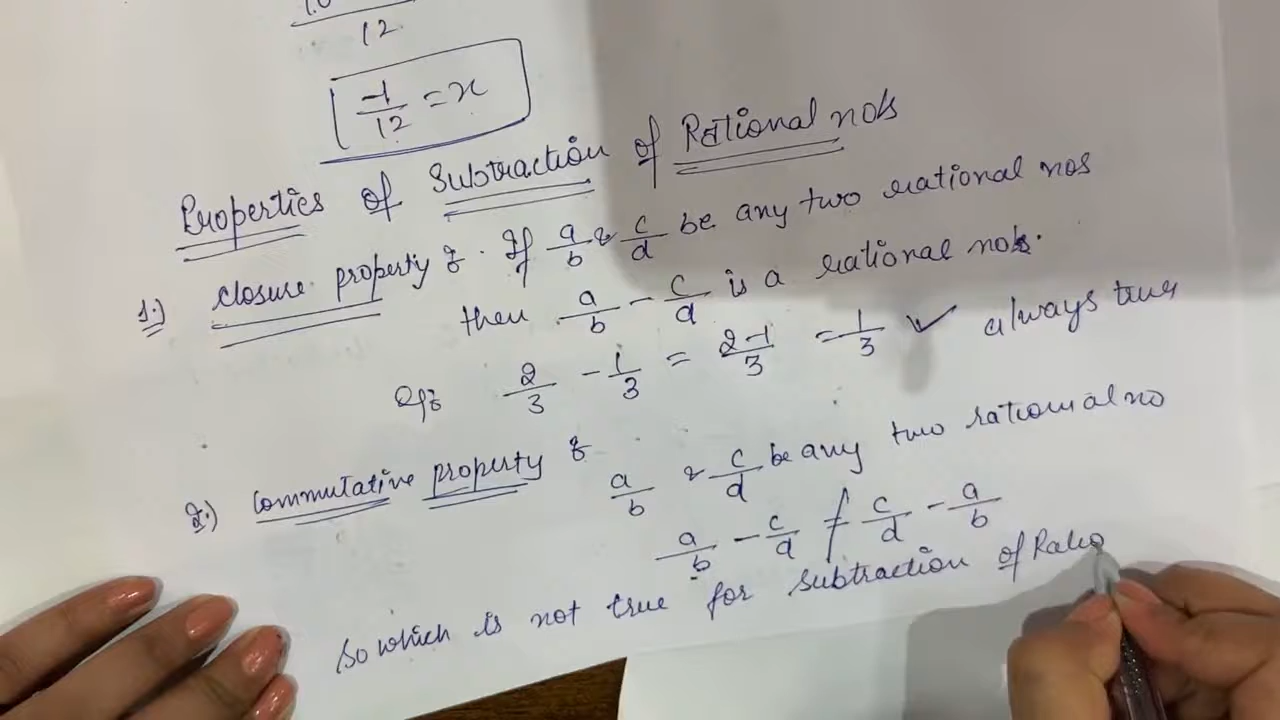 12
-1/12 = x
Properties of Subtraction of Rational nos
1.) closure property :- If a/b & c/d be any two rational nos
then a/b - c/d is a rational nos.
eg:- 2/3 - 1/3 = 2-1/3 = 1/3 ✓ always true
2.) commutative property :-
a/b & c/d be any two rational no
a/b - c/d ≠ c/d - a/b
so which is not true for subtraction of Ratio